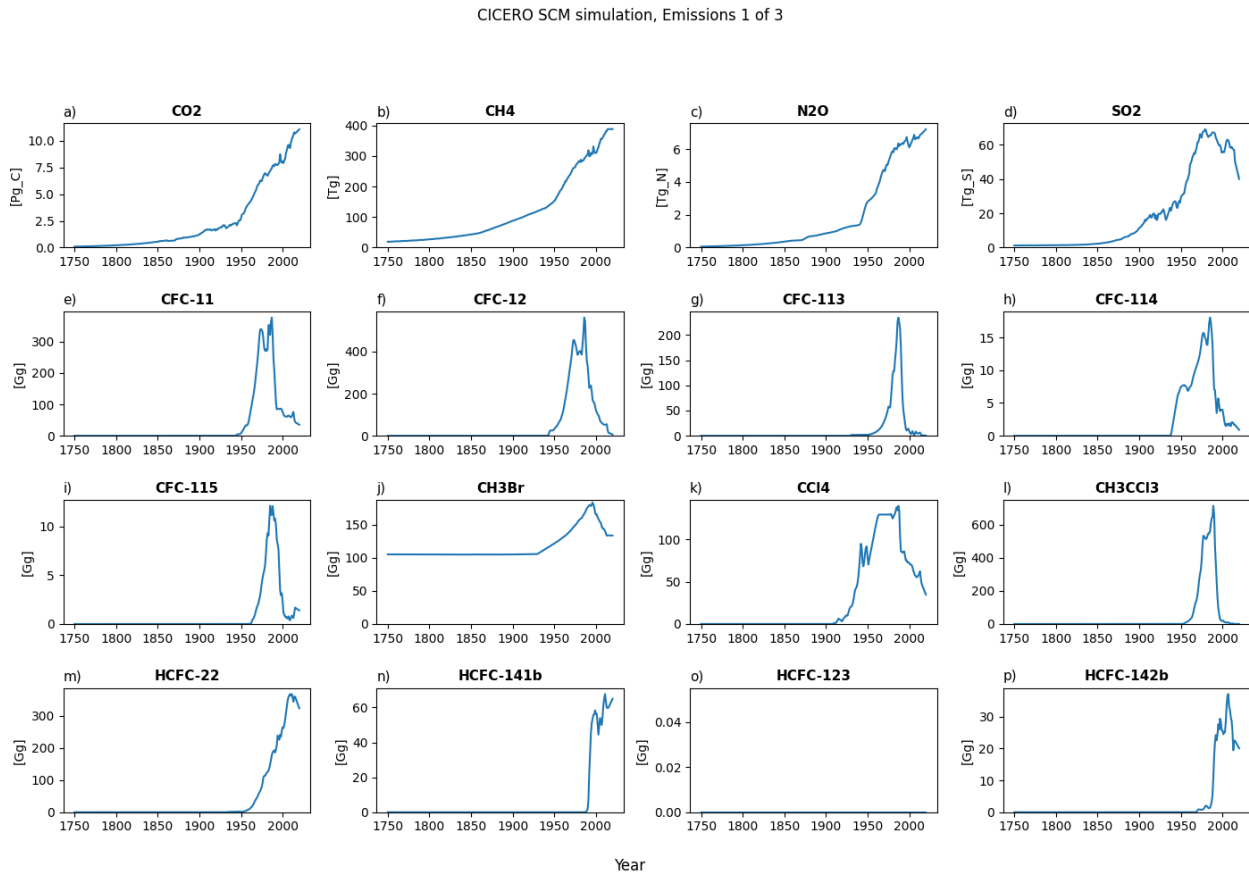 CICERO SCM simulation, Emissions 1 of 3
a) CO2
[Pg_C]
10.0
7.5
5.0
2.5
0.0
1750 1800 1850 1900 1950 2000
b) CH4
[Tg]
400
300
200
100
0
1750 1800 1850 1900 1950 2000
c) N2O
[Tg_N]
6
4
2
0
1750 1800 1850 1900 1950 2000
d) SO2
[Tg_S]
60
40
20
0
1750 1800 1850 1900 1950 2000
e) CFC-11
[Gg]
300
200
100
0
1750 1800 1850 1900 1950 2000
f) CFC-12
[Gg]
400
200
0
1750 1800 1850 1900 1950 2000
g) CFC-113
[Gg]
200
150
100
50
0
1750 1800 1850 1900 1950 2000
h) CFC-114
[Gg]
15
10
5
0
1750 1800 1850 1900 1950 2000
i) CFC-115
[Gg]
10
5
0
1750 1800 1850 1900 1950 2000
j) CH3Br
[Gg]
150
100
50
0
1750 1800 1850 1900 1950 2000
k) CCl4
[Gg]
100
50
0
1750 1800 1850 1900 1950 2000
l) CH3CCl3
[Gg]
600
400
200
0
1750 1800 1850 1900 1950 2000
m) HCFC-22
[Gg]
300
200
100
0
1750 1800 1850 1900 1950 2000
n) HCFC-141b
[Gg]
60
40
20
0
1750 1800 1850 1900 1950 2000
o) HCFC-123
[Gg]
0.04
0.02
0.00
1750 1800 1850 1900 1950 2000
p) HCFC-142b
[Gg]
30
20
10
0
1750 1800 1850 1900 1950 2000
Year